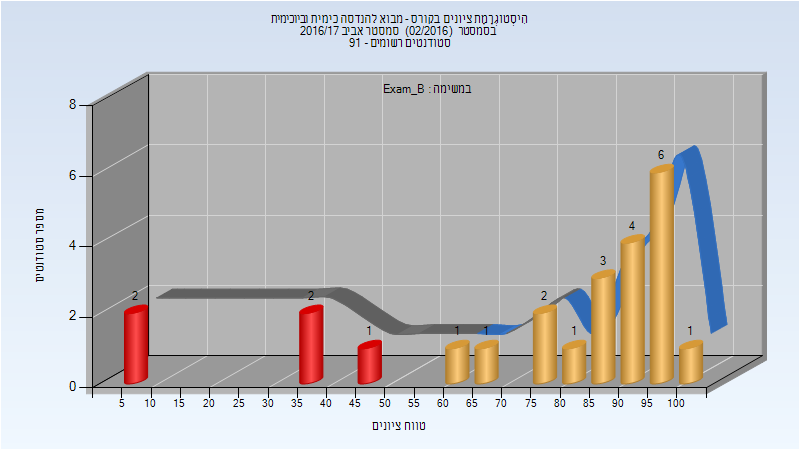 היסטוגרמת ציונים בקורס - מבוא להנדסה כימית וביוכימית
בסמסטר (02/2016) סמסטר אביב 2016/17
סטודנטים רשומים - 91
במשימה : Exam_B
מספר סטודנטים
8
6
4
2
0
2
2
1
1
1
2
1
3
4
6
1
5 10 15 20 25 30 35 40 45 50 55 60 65 70 75 80 85 90 95 100
טווח ציונים